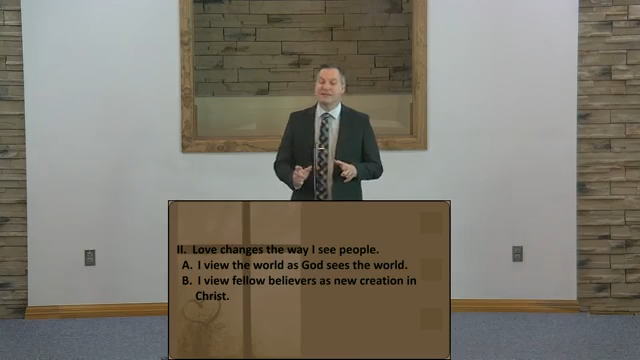 II. Love changes the way I see people.
A. I view the world as God sees the world.
B. I view fellow believers as new creation in
Christ.